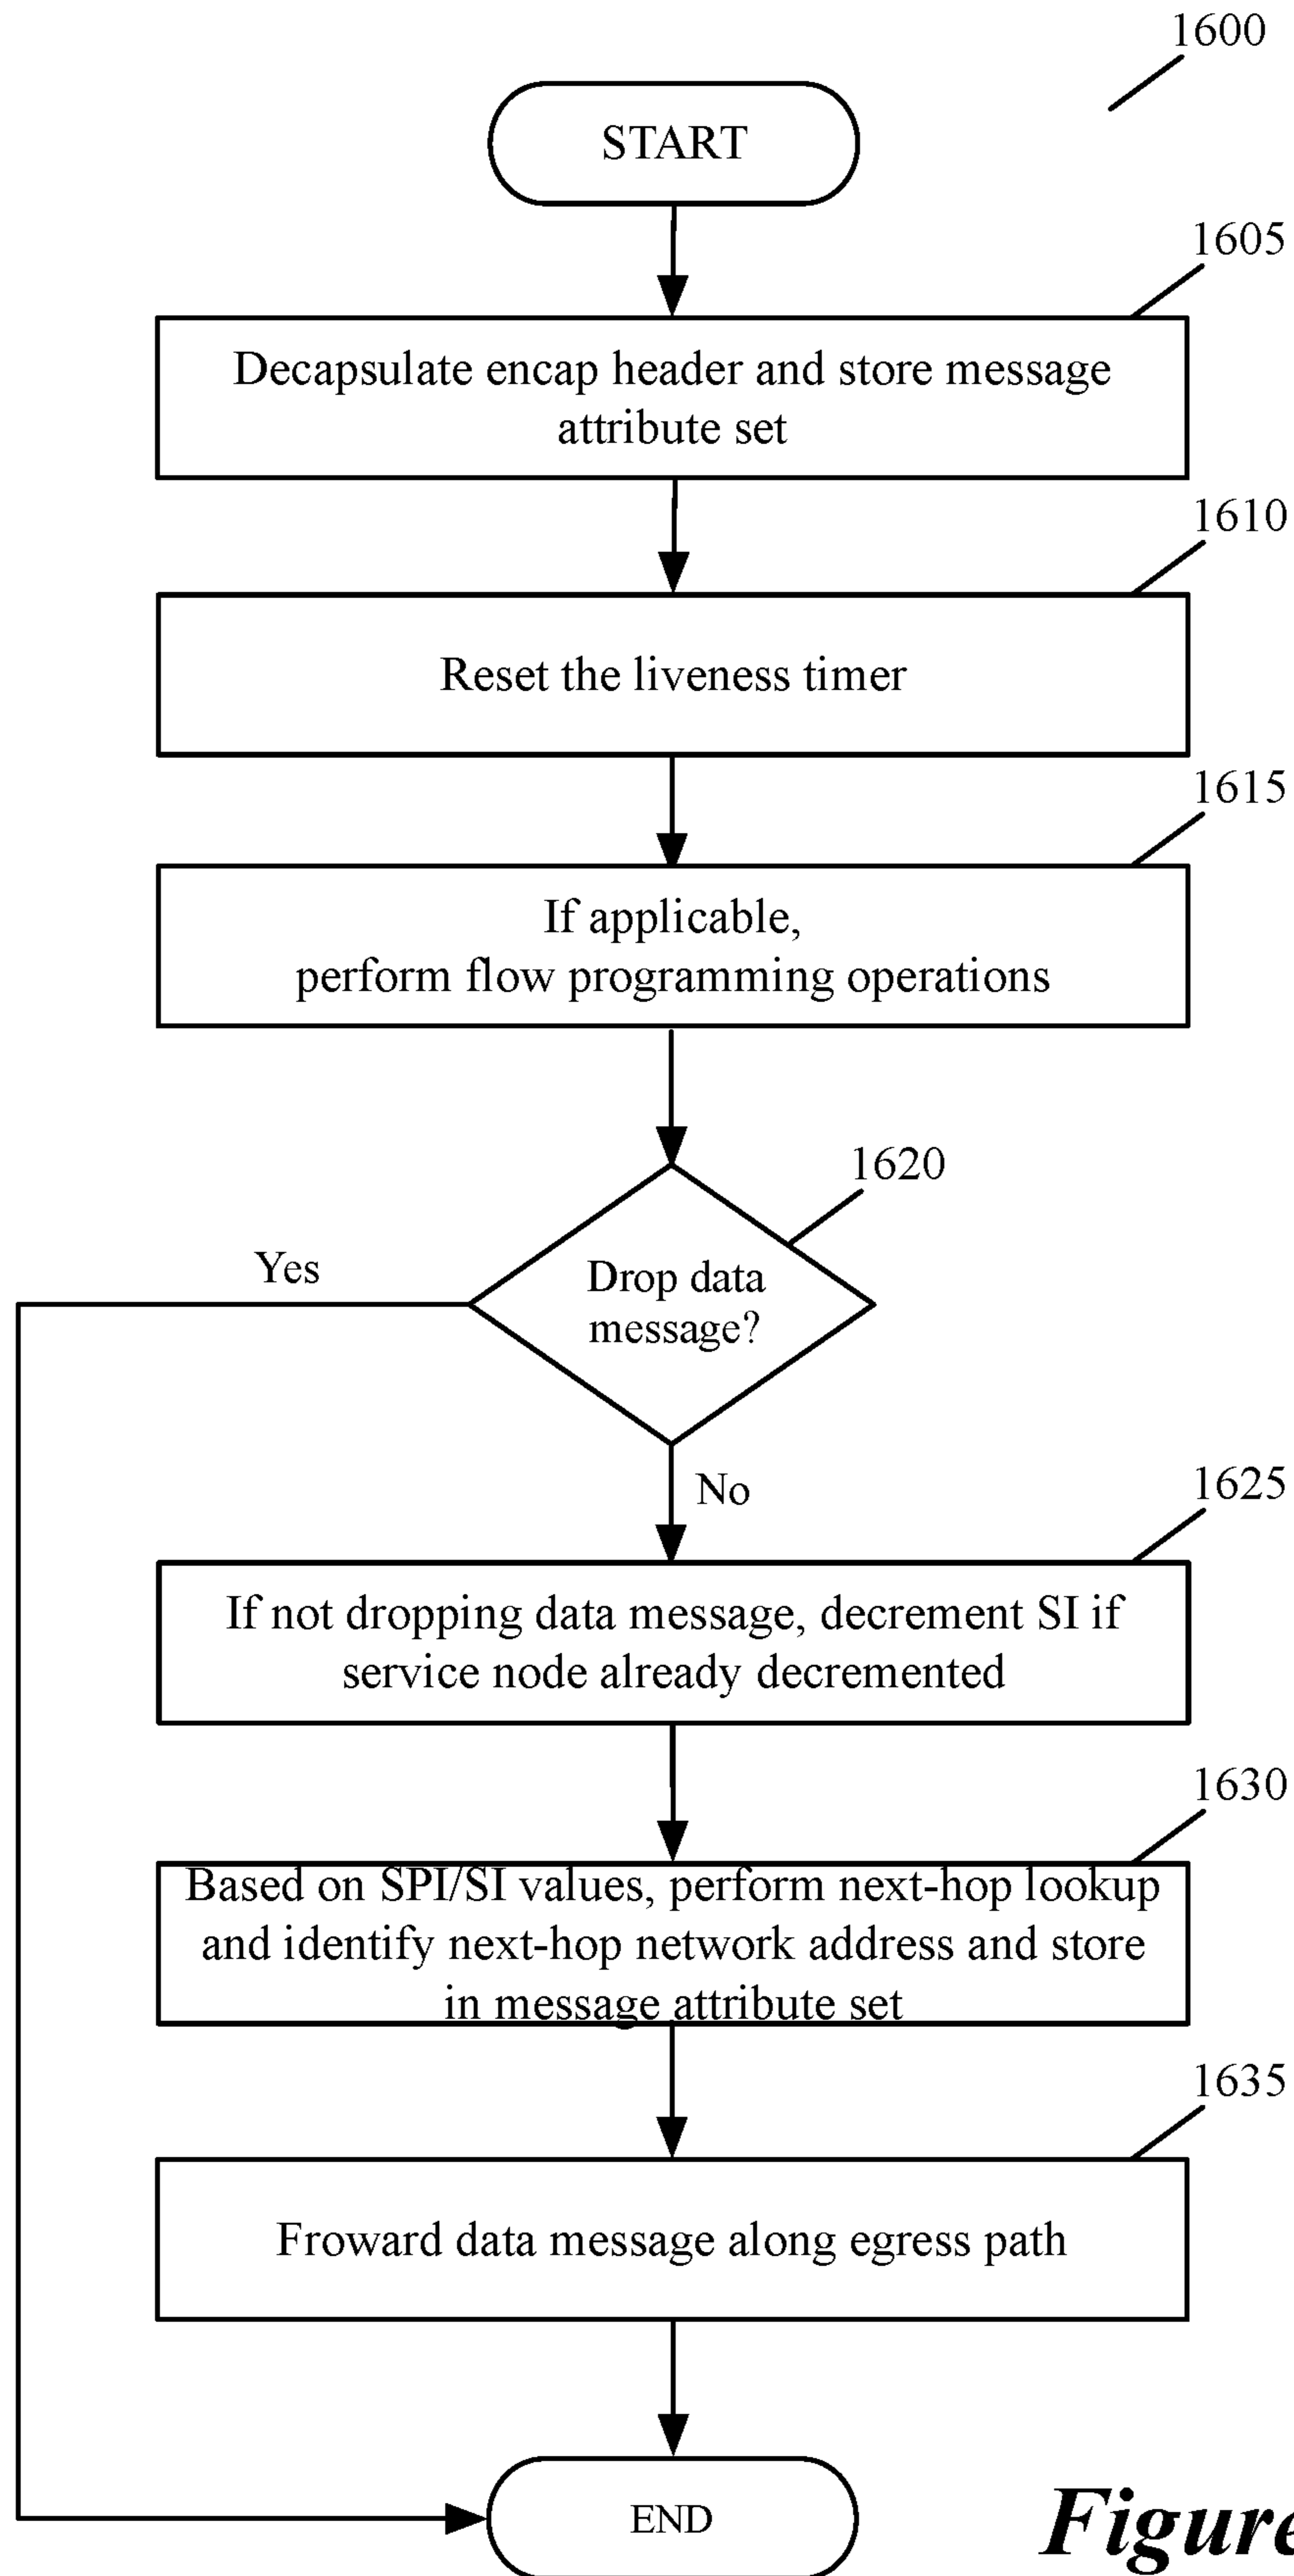 1600
START
1605
Decapsulate encap header and store message
attribute set
1610
Reset the liveness timer
1615
If applicable,
perform flow programming operations
1620
Yes
Drop data
message?
No
1625
If not dropping data message, decrement SI if
service node already decremented
1630
Based on SPI/SI values, perform next-hop lookup
and identify next-hop network address and store
in message attribute set
1635
Froward data message along egress path
END
Figure